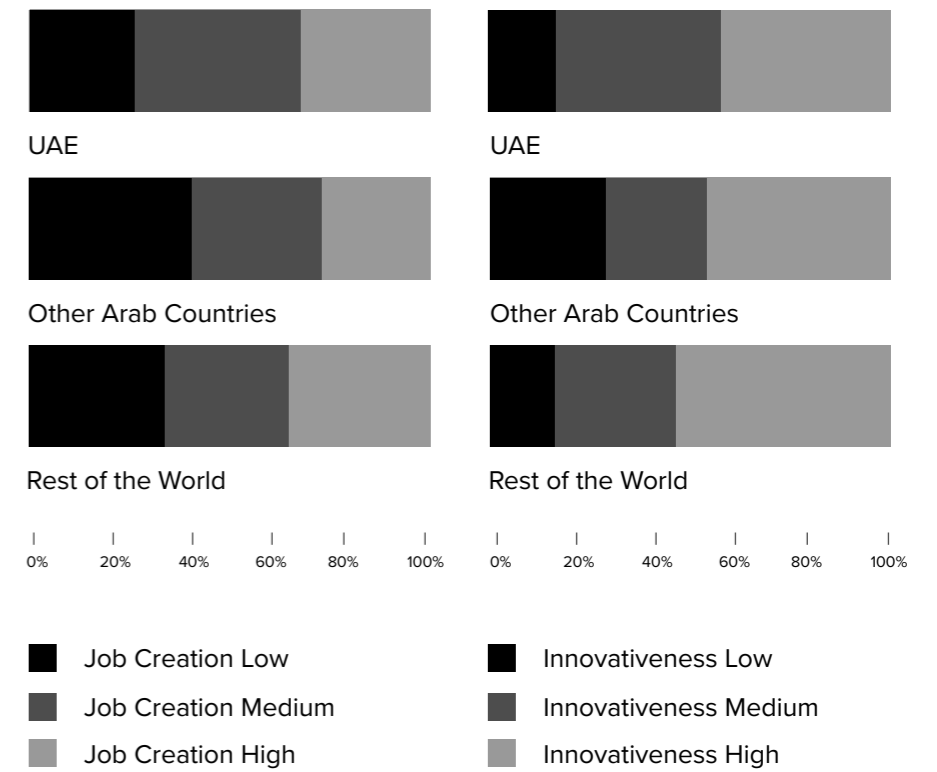 UAE
Other Arab Countries
Rest of the World
0% 20% 40% 60% 80% 100%
Job Creation Low
Job Creation Medium
Job Creation High
UAE
Other Arab Countries
Rest of the World
0% 20% 40% 60% 80% 100%
Innovativeness Low
Innovativeness Medium
Innovativeness High